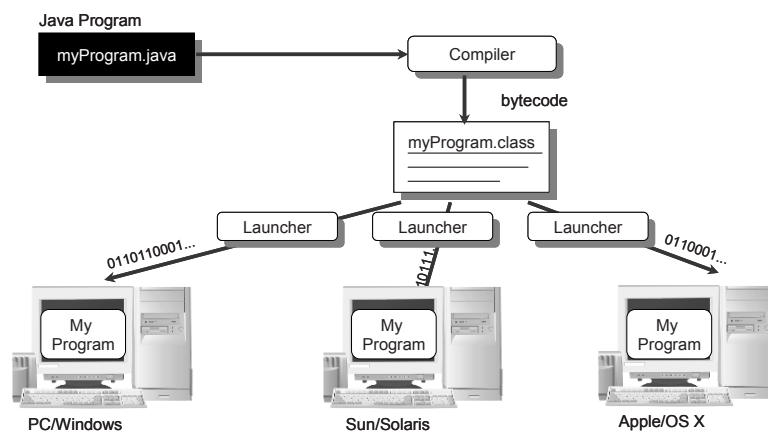 Java Program
myProgram.java
Compiler
bytecode
myProgram.class
Launcher
Launcher
Launcher
0110110001...
10111.
0110001...
My
Program
My
Program
My
Program
PC/Windows
Sun/Solaris
Apple/OS X